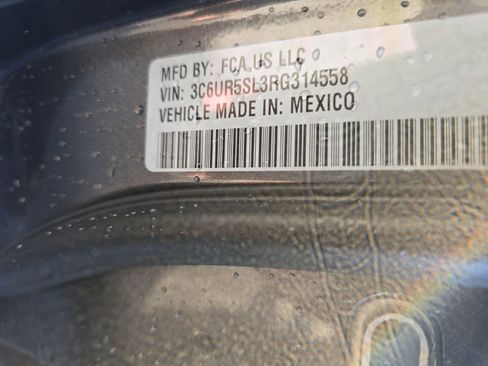 MFD BY: FCA US LLC
VIN: 3C6UR5SL3RG314558
VEHICLE MADE IN: MEXICO